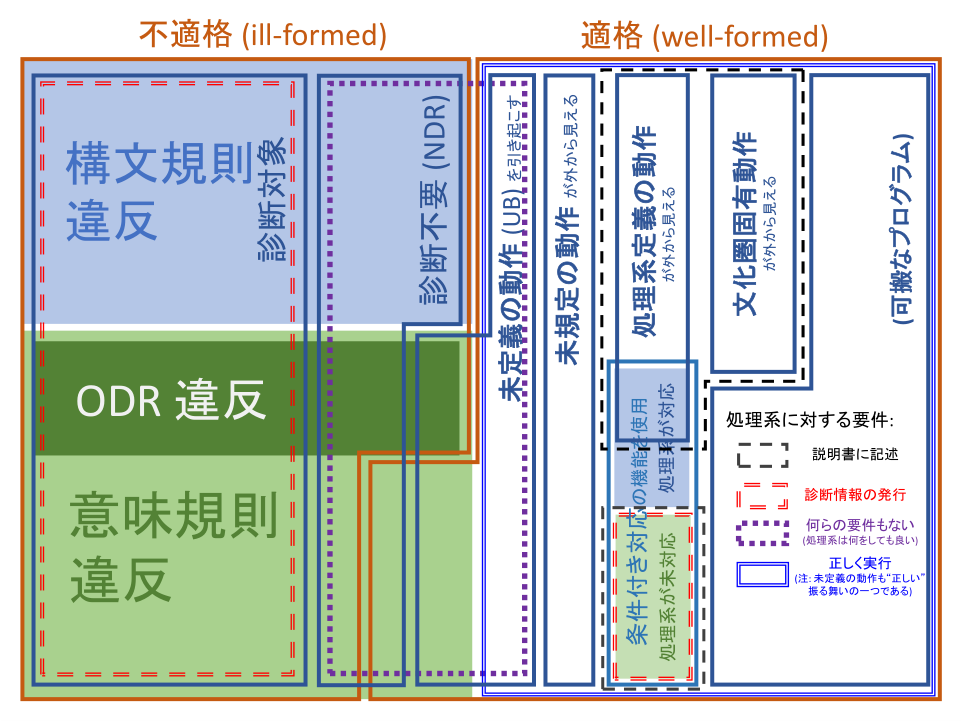 不適格 (ill-formed)
適格 (well-formed)
構文規則
違反
診断対象
診断不要 (NDR)
ODR 違反
意味規則
違反
未定義の動作 (UB) を引き起こす
未規定の動作 が外から見える
処理系定義の動作
が外から見える
文化圏固有動作
が外から見える
(可搬なプログラム)
条件付き対応の機能を使用
処理系が対応
処理系が未対応
処理系に対する要件:
説明書に記述
診断情報の発行
何らの要件もない
(処理系は何をしても良い)
正しく実行
(注: 未定義の動作も“正しい”
振る舞いの一つである)